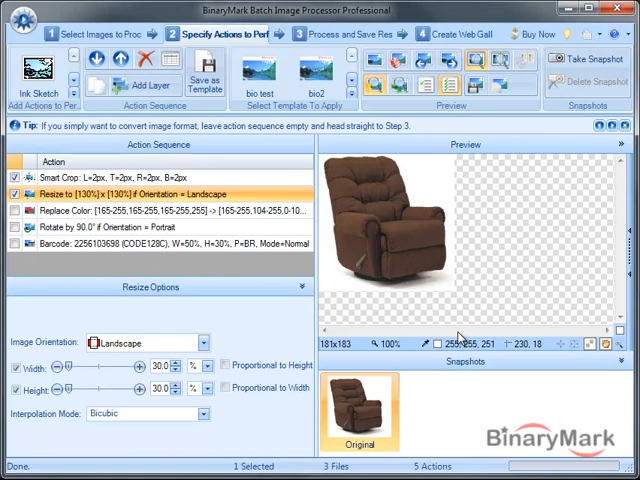 BinaryMark Batch Image Processor Professional
1 Select Images to Proc
2 Specify Actions to Perf
3 Process and Save Res
4 Create Web Gall
Buy Now
Ink Sketch
Add Layer
Save as Template
bio test
bio2
Take Snapshot
Delete Snapshot
Add Actions to Per...
Action Sequence
Select Template To Apply
Preview
Snapshots
Tip: If you simply want to convert image format, leave action sequence empty and head straight to Step 3.
Action Sequence
Preview
Action
Smart Crop: L=2px, T=2px, R=2px, B=2px
Resize to [130%] x [130%] if Orientation = Landscape
Replace Color: [165-255,165-255,165-255,255] -> [165-255,104-255,0-10...
Rotate by 90.0° if Orientation = Portrait
Barcode: 2256103698 (CODE128C), W=50%, H=30%, P=BR, Mode=Normal
Resize Options
Image Orientation: Landscape
Width: 30.0 % Proportional to Height
Height: 30.0 % Proportional to Width
Interpolation Mode: Bicubic
181x183
100%
255, 255, 251
230, 18
Snapshots
Original
BinaryMark
Done.
1 Selected
3 Files
5 Actions